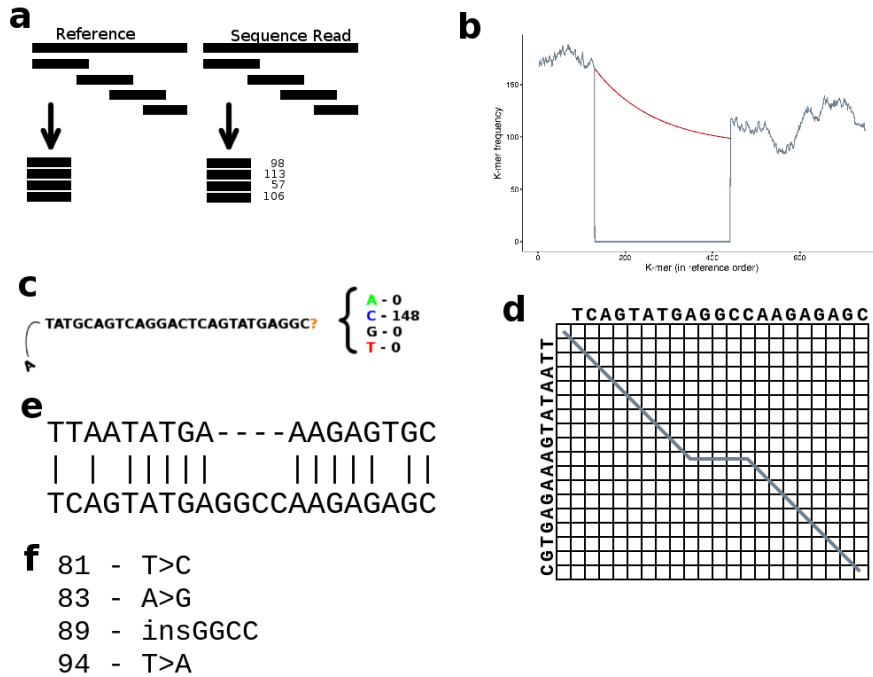 a
Reference
Sequence Read
98
113
57
106
b
K-mer frequency
150
100
50
0
0
200
400
600
K-mer (in reference order)
c
TATGCAGTCAGGACTCAGTATGAGGC?
A
A - 0
C - 148
G - 0
T - 0
d
TCAGTATGAGGCCAAGAGAGC
CGTGAGAAAGTATAATT
e
TTAATATGA----AAGAGTGC
TCAGTATGAGGCCAAGAGAGC
f
81 - T>C
83 - A>G
89 - insGGCC
94 - T>A